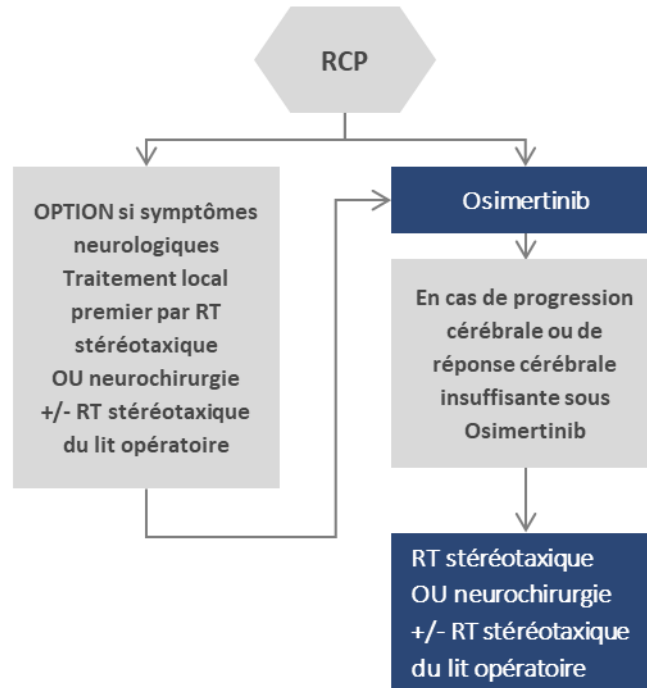 RCP
OPTION si symptômes
neurologiques
Traitement local
premier par RT
stéréotaxique
OU neurochirurgie
+/- RT stéréotaxique
du lit opératoire
Osimertinib
En cas de progression
cérébrale ou de
réponse cérébrale
insuffisante sous
Osimertinib
RT stéréotaxique
OU neurochirurgie
+/- RT stéréotaxique
du lit opératoire